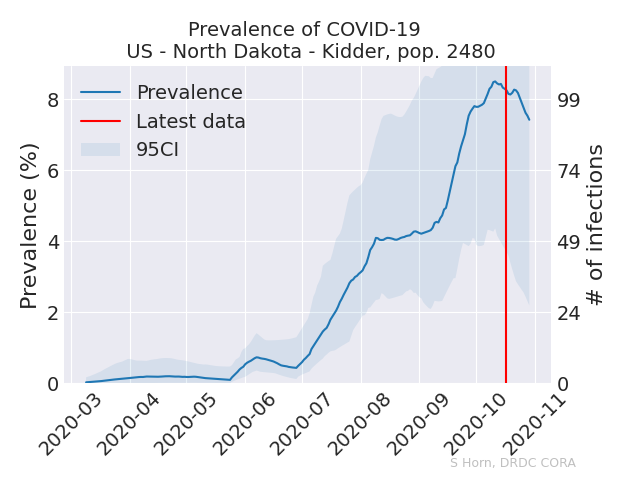 Prevalence of COVID-19
US - North Dakota - Kidder, pop. 2480
Prevalence
Latest data
95CI
Prevalence (%)
8
6
4
2
0
99
74
49
24
0
# of infections
2020-03
2020-04
2020-05
2020-06
2020-07
2020-08
2020-09
2020-10
2020-11
S Horn, DRDC CORA